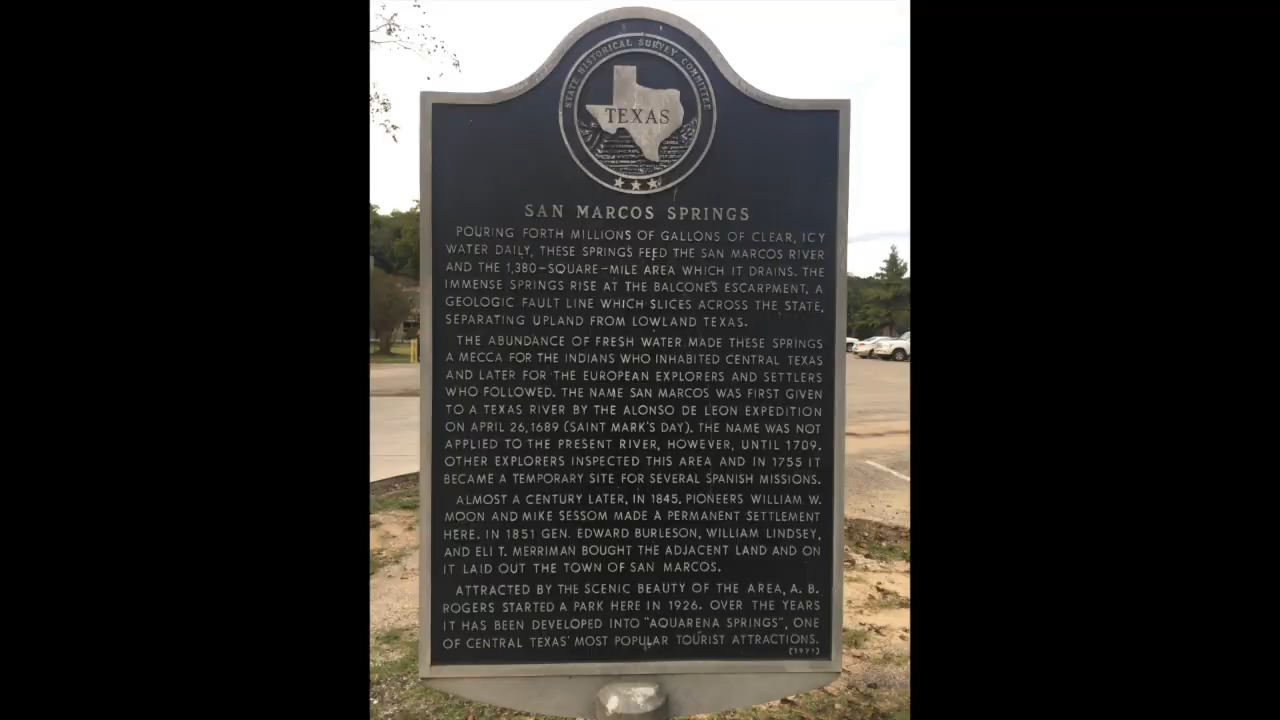 STATE HISTORICAL SURVEY COMMITTEE
TEXAS
SAN MARCOS SPRINGS
POURING FORTH MILLIONS OF GALLONS OF CLEAR, ICY
WATER DAILY, THESE SPRINGS FEED THE SAN MARCOS RIVER
AND THE 1,380-SQUARE-MILE AREA WHICH IT DRAINS. THE
IMMENSE SPRINGS RISE AT THE BALCONES ESCARPMENT, A
GEOLOGIC FAULT LINE WHICH SLICES ACROSS THE STATE,
SEPARATING UPLAND FROM LOWLAND TEXAS.
THE ABUNDANCE OF FRESH WATER MADE THESE SPRINGS
A MECCA FOR THE INDIANS WHO INHABITED CENTRAL TEXAS
AND LATER FOR THE EUROPEAN EXPLORERS AND SETTLERS
WHO FOLLOWED. THE NAME SAN MARCOS WAS FIRST GIVEN
TO A TEXAS RIVER BY THE ALONSO DE LEON EXPEDITION
ON APRIL 26, 1689 (SAINT MARK'S DAY). THE NAME WAS NOT
APPLIED TO THE PRESENT RIVER, HOWEVER, UNTIL 1709.
OTHER EXPLORERS INSPECTED THIS AREA AND IN 1755 IT
BECAME A TEMPORARY SITE FOR SEVERAL SPANISH MISSIONS.
ALMOST A CENTURY LATER, IN 1845, PIONEERS WILLIAM W.
MOON AND MIKE SESSOM MADE A PERMANENT SETTLEMENT
HERE. IN 1851 GEN. EDWARD BURLESON, WILLIAM LINDSEY,
AND ELI T. MERRIMAN BOUGHT THE ADJACENT LAND AND ON
IT LAID OUT THE TOWN OF SAN MARCOS.
ATTRACTED BY THE SCENIC BEAUTY OF THE AREA, A. B.
ROGERS STARTED A PARK HERE IN 1926. OVER THE YEARS
IT HAS BEEN DEVELOPED INTO "AQUARENA SPRINGS", ONE
OF CENTRAL TEXAS' MOST POPULAR TOURIST ATTRACTIONS.
(1971)